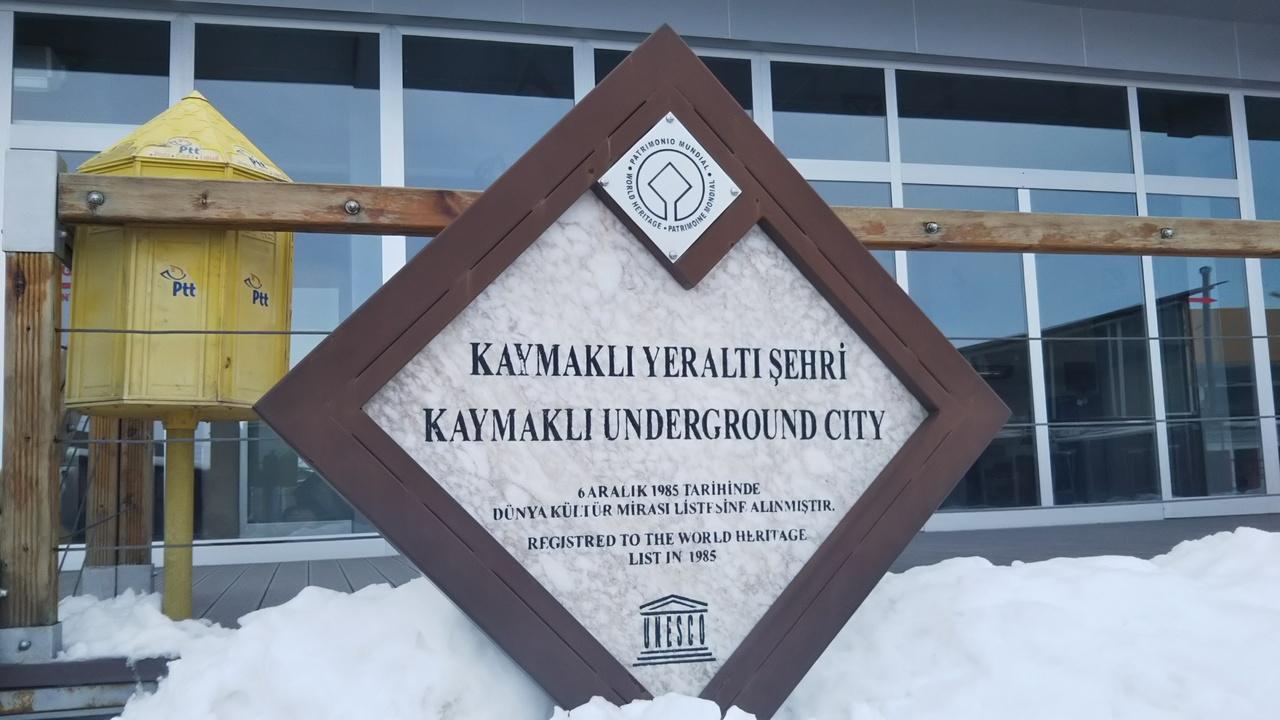 Ptt
Ptt
Ptt
PATRIMONIO MUNDIAL • WORLD HERITAGE • PATRIMOINE MONDIAL •
KAYMAKLI YERALTI ŞEHRİ
KAYMAKLI UNDERGROUND CITY
6 ARALIK 1985 TARİHİNDE
DÜNYA KÜLTÜR MİRASI LİSTESİNE ALINMIŞTIR.
REGISTRED TO THE WORLD HERITAGE
LIST IN 1985
UNESCO